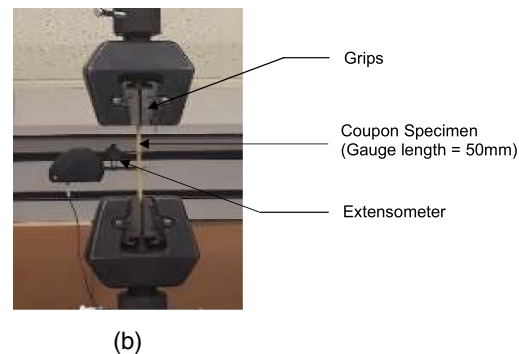 Grips
Coupon Specimen
(Gauge length = 50mm)
Extensometer
(b)